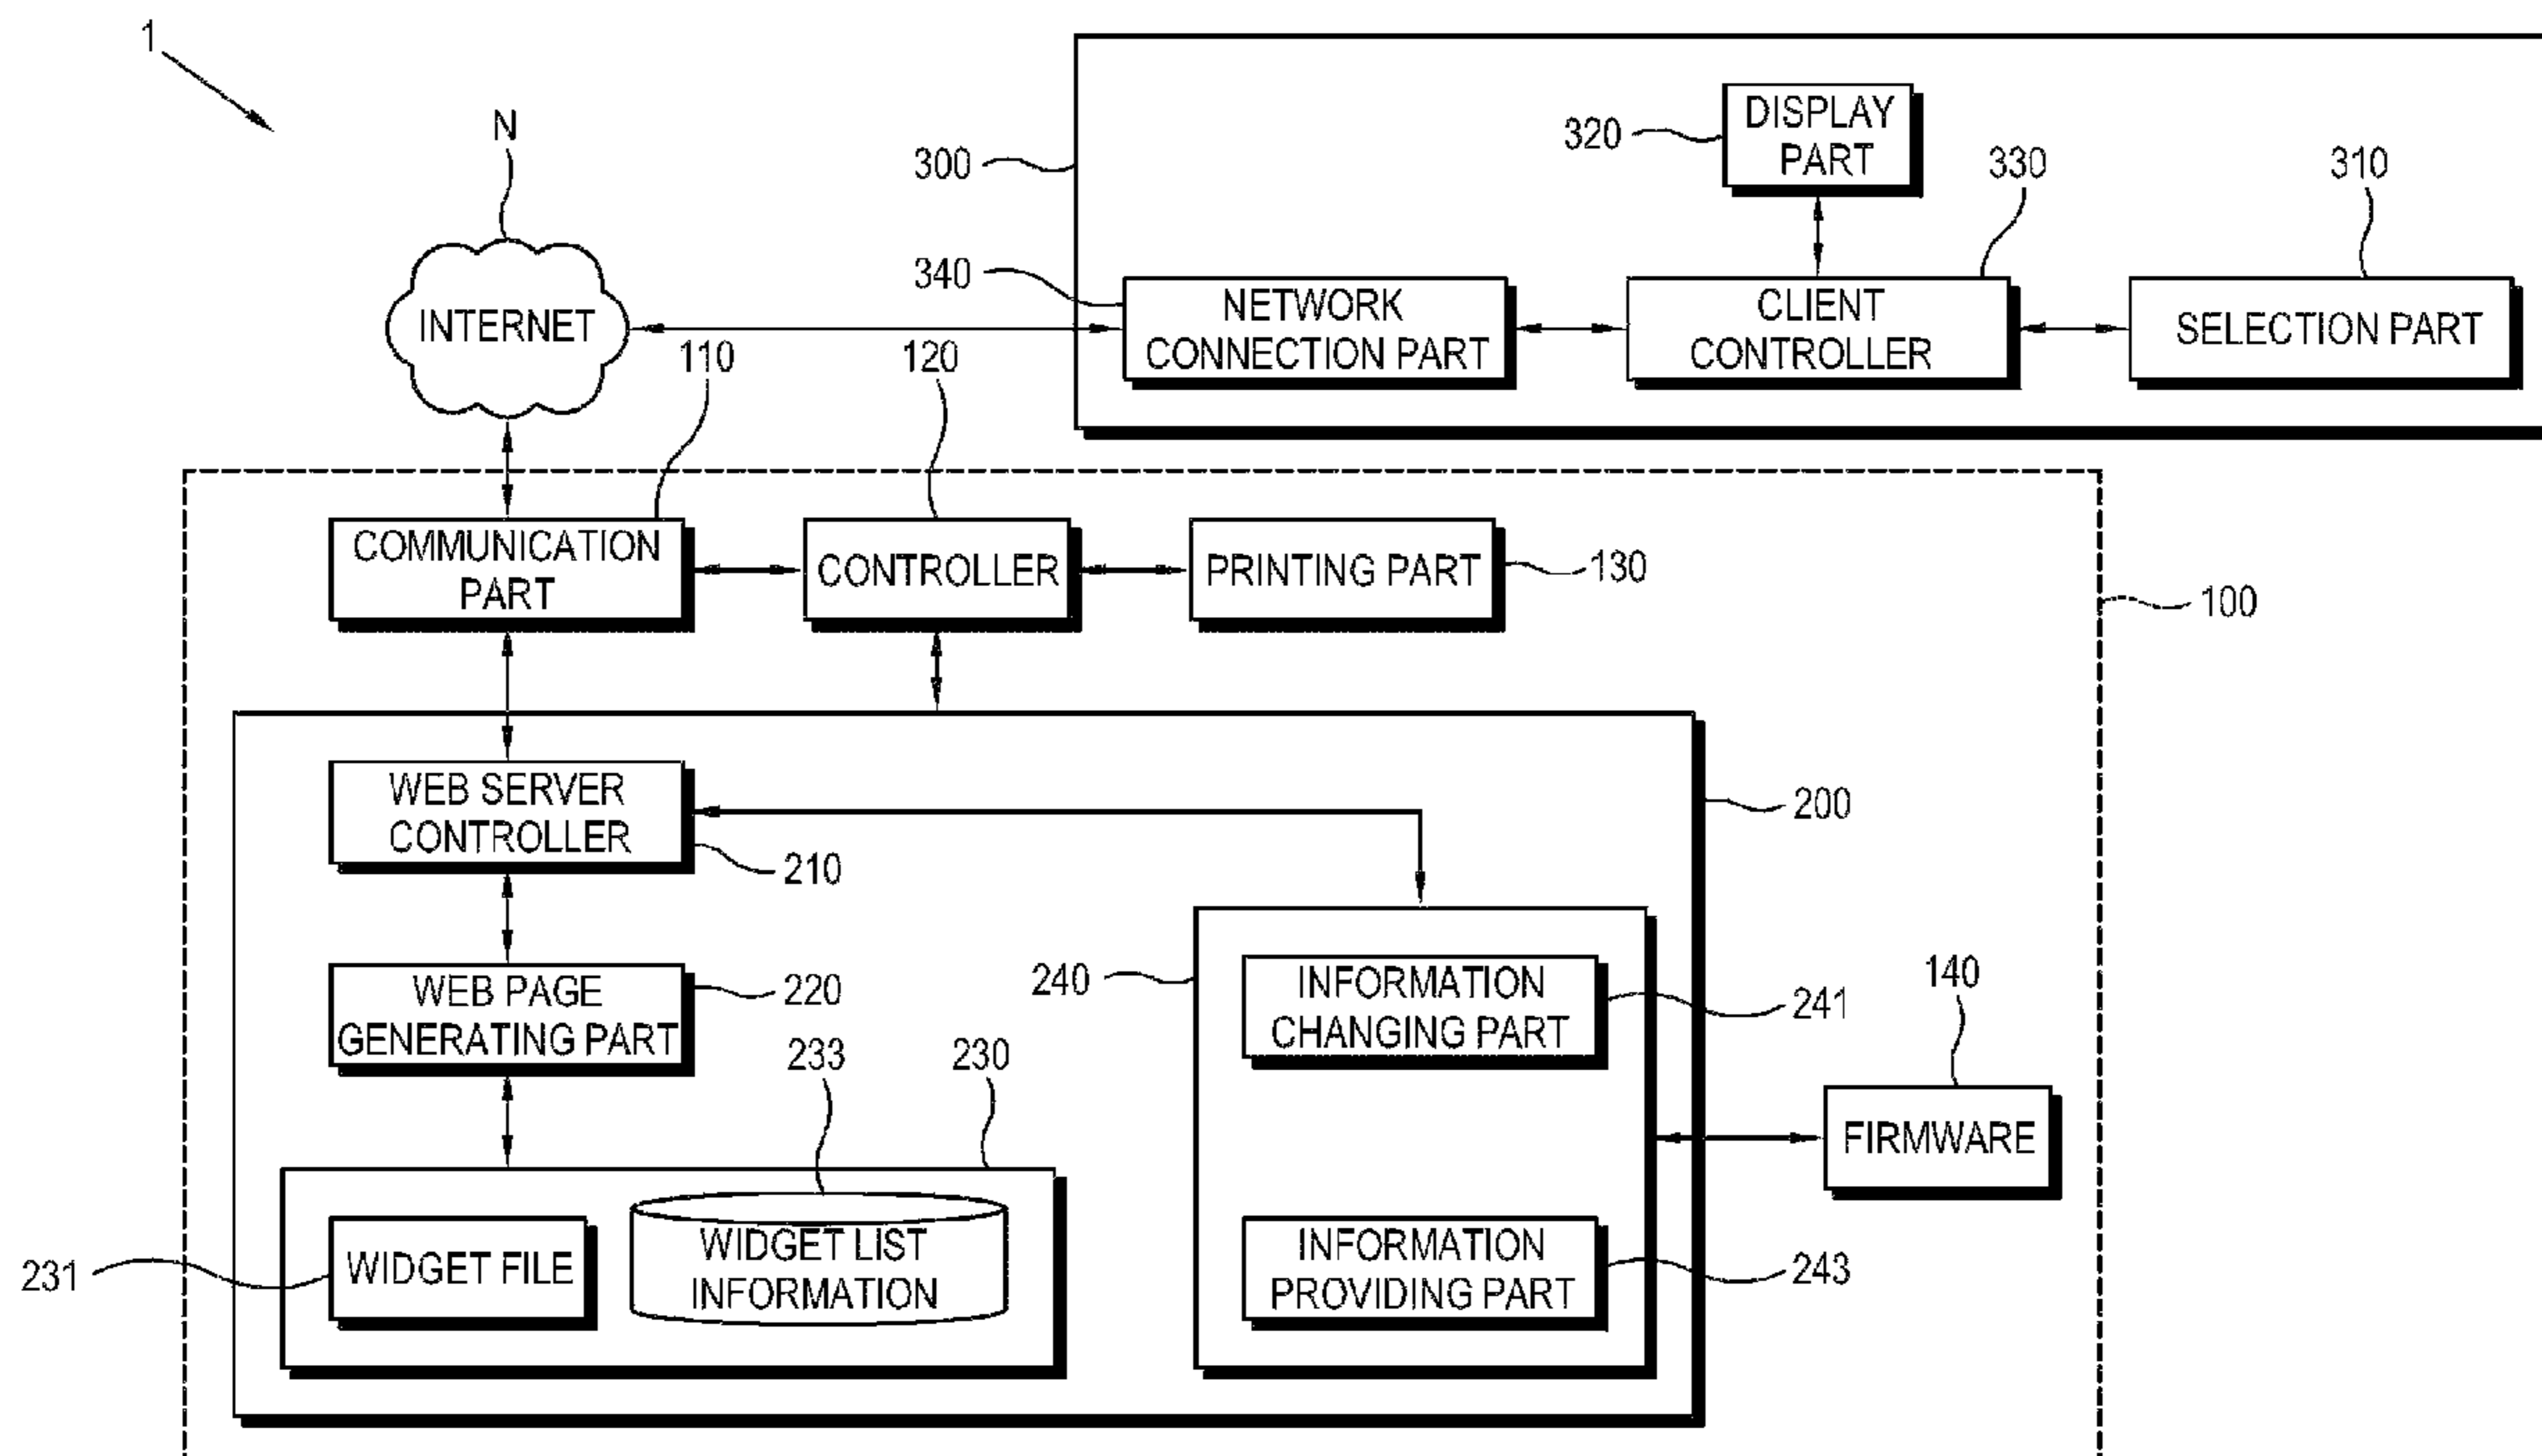 1
N
INTERNET
300
320
DISPLAY
PART
330
310
340
NETWORK
CONNECTION PART
CLIENT
CONTROLLER
SELECTION PART
110
120
COMMUNICATION
PART
CONTROLLER
PRINTING PART
130
100
WEB SERVER
CONTROLLER
210
200
WEB PAGE
GENERATING PART
220
240
INFORMATION
CHANGING PART
241
140
FIRMWARE
233
230
231
WIDGET FILE
WIDGET LIST
INFORMATION
INFORMATION
PROVIDING PART
243